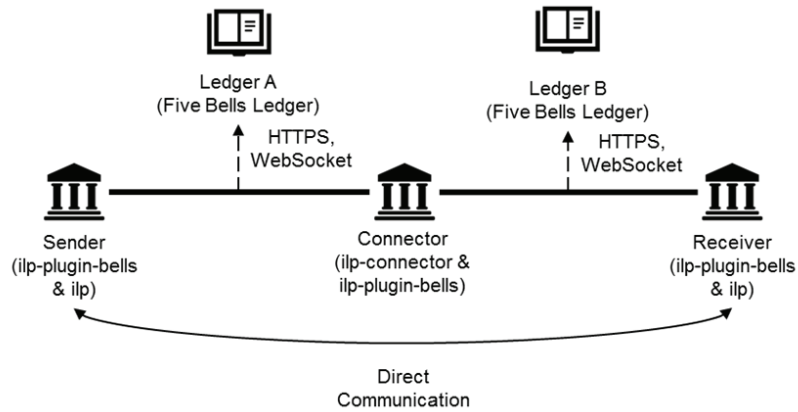 Ledger A
(Five Bells Ledger)
Ledger B
(Five Bells Ledger)
HTTPS,
WebSocket
HTTPS,
WebSocket
Sender
(ilp-plugin-bells
& ilp)
Connector
(ilp-connector &
ilp-plugin-bells)
Receiver
(ilp-plugin-bells
& ilp)
Direct
Communication